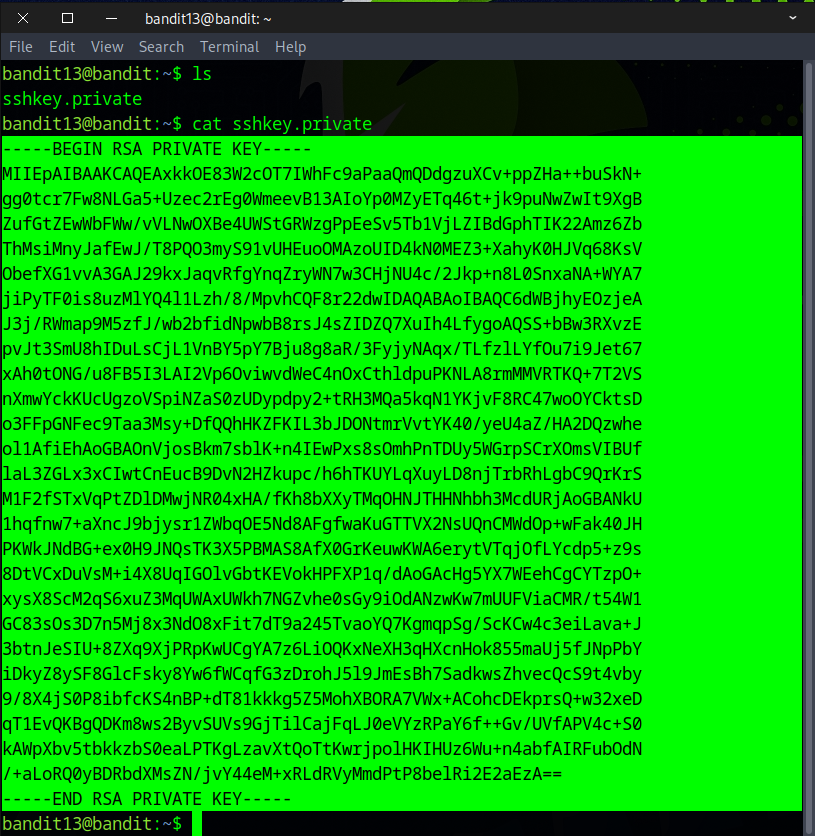 bandit13@bandit: ~
File Edit View Search Terminal Help
bandit13@bandit:~$ ls
sshkey.private
bandit13@bandit:~$ cat sshkey.private
-----BEGIN RSA PRIVATE KEY-----
MIIEpAIBAAKCAQEAxkkOE83W2cOT7IWhFc9aPaaQmQDdgzuXCv+ppZHa++buSkN+
gg0tcr7Fw8NLGa5+Uzec2rEg0WmeevB13AIoYp0MZyETq46t+jk9puNwZwIt9XgB
ZufGtZEwWbFWw/vVLNwOXBe4UWStGRWzgPpEeSv5Tb1VjLZIBdGphTIK22Amz6Zb
ThMsiMnyJafEwJ/T8PQO3myS91vUHEuoOMAzoUID4kN0MEZ3+XahyK0HJVq68KsV
ObefXG1vvA3GAJ29kxJaqvRfgYnqZryWN7w3CHjNU4c/2Jkp+n8L0SnxaNA+WYA7
jiPyTF0is8uzMlYQ4l1Lzh/8/MpvhCQF8r22dwIDAQABAoIBAQC6dWBjhyEOzjeA
J3j/RWmap9M5zfJ/wb2bfidNpwbB8rsJ4sZIDZQ7XuIh4LfygoAQSS+bBw3RXvzE
pvJt3SmU8hIDuLsCjL1VnBY5pY7Bju8g8aR/3FyjyNAqx/TLfzlLYfOu7i9Jet67
xAh0tONG/u8FB5I3LAI2Vp6OviwvdWeC4nOxCthldpuPKNLA8rmMMVRTKQ+7T2VS
nXmwYckKUcUgzoVSpiNZaS0zUDypdpy2+tRH3MQa5kqN1YKjvF8RC47woOYCktsD
o3FFpGNFec9Taa3Msy+DfQQhHKZFKIL3bJDONtmrVvtYK40/yeU4aZ/HA2DQzwhe
ol1AfiEhAoGBAOnVjosBkm7sblK+n4IEwPxs8sOmhPnTDUy5WGrpSCrXOmsVIBUf
laL3ZGLx3xCIwtCnEucB9DvN2HZkupc/h6hTKUYLqXuyLD8njTrbRhLgbC9QrKrS
M1F2fSTxVqPtZDlDMwjNR04xHA/fKh8bXXyTMqOHNJTHHNhbh3McdURjAoGBANkU
1hqfnw7+aXncJ9bjysr1ZWbqOE5Nd8AFgfwaKuGTTVX2NsUQnCMWdOp+wFak40JH
PKWkJNdBG+ex0H9JNQsTK3X5PBMAS8AfX0GrKeuwKWA6erytVTqjOfLYcdp5+z9s
8DtVCxDuVsM+i4X8UqIGOlvGbtKEVokHPFXP1q/dAoGAcHg5YX7WEehCgCYTzpO+
xysX8ScM2qS6xuZ3MqUWAxUWkh7NGZvhe0sGy9iOdANzwKw7mUUFViaCMR/t54W1
GC83sOs3D7n5Mj8x3NdO8xFit7dT9a245TvaoYQ7KgmqpSg/ScKCw4c3eiLava+J
3btnJeSIU+8ZXq9XjPRpKwUCgYA7z6LiOQKxNeXH3qHXcnHok855maUj5fJNpPbY
iDkyZ8ySF8GlcFsky8Yw6fWCqfG3zDrohJ5l9JmEsBh7SadkwsZhvecQcS9t4vby
9/8X4jS0P8ibfcKS4nBP+dT81kkkg5Z5MohXBORA7VWx+ACohcDEkprsQ+w32xeD
qT1EvQKBgQDKm8ws2ByvSUVs9GjTilCajFqLJ0eVYzRPaY6f++Gv/UVfAPV4c+S0
kAWpXbv5tbkkzbS0eaLPTKgLzavXtQoTtKwrjpolHKIHUz6Wu+n4abfAIRFubOdN
/+aLoRQ0yBDRbdXMsZN/jvY44eM+xRLdRVyMmdPtP8belRi2E2aEzA==
-----END RSA PRIVATE KEY-----
bandit13@bandit:~$